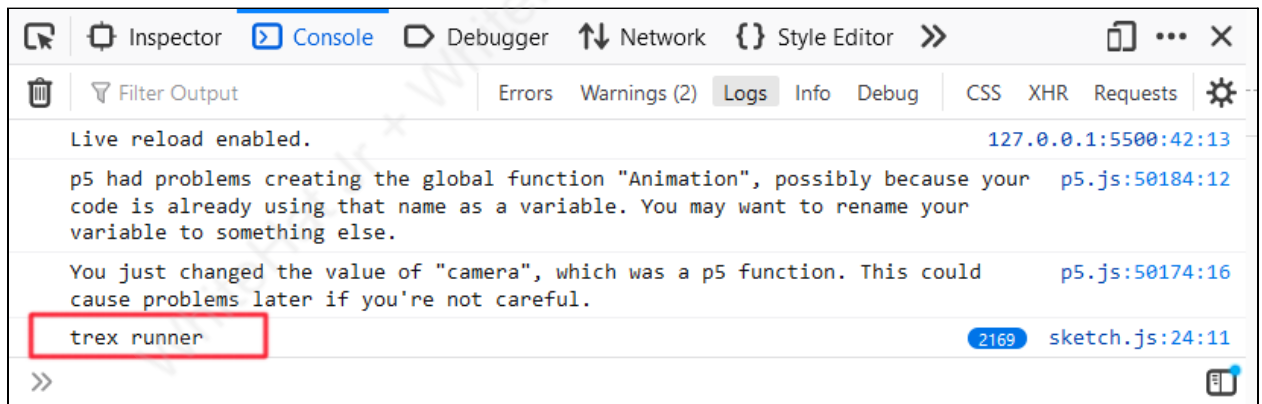 Inspector Console Debugger Network Style Editor
Filter Output Errors Warnings (2) Logs Info Debug CSS XHR Requests
Live reload enabled. 127.0.0.1:5500:42:13
p5 had problems creating the global function "Animation", possibly because your p5.js:50184:12
code is already using that name as a variable. You may want to rename your
variable to something else.
You just changed the value of "camera", which was a p5 function. This could p5.js:50174:16
cause problems later if you're not careful.
trex runner 2169 sketch.js:24:11